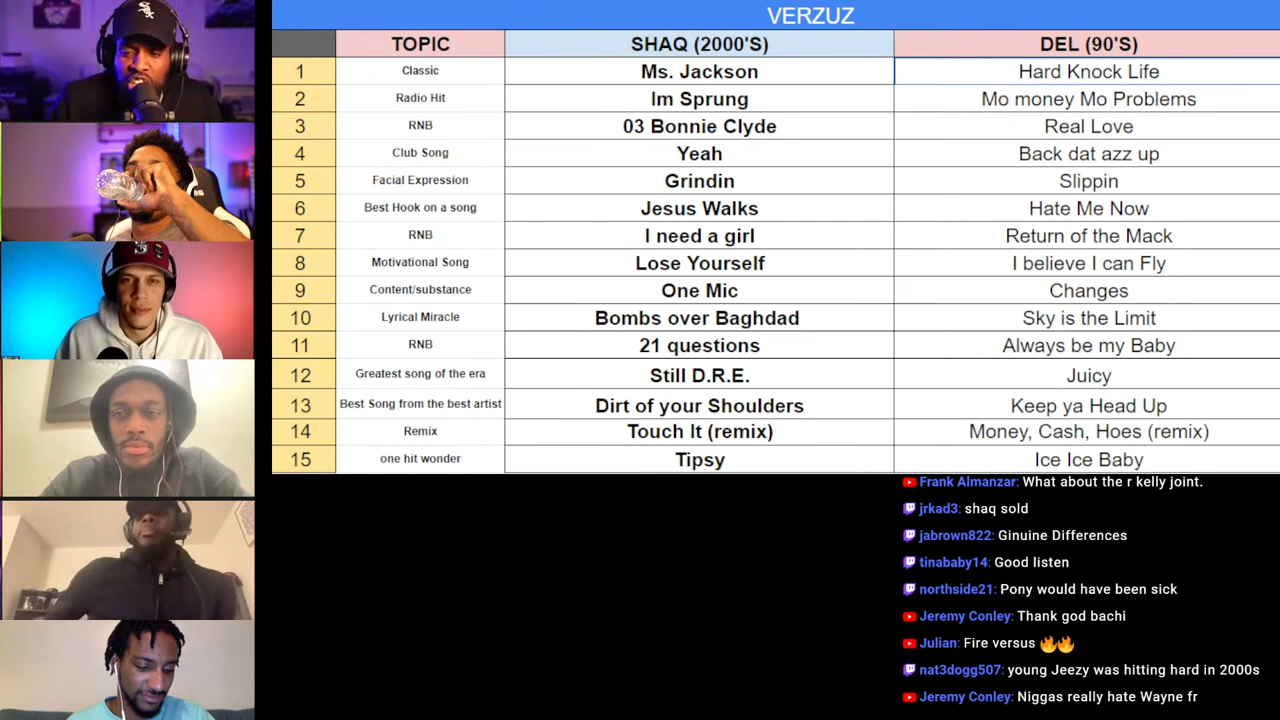 VERZUZ
TOPIC SHAQ (2000'S) DEL (90'S)
1 Classic Ms. Jackson Hard Knock Life
2 Radio Hit Im Sprung Mo money Mo Problems
3 RNB 03 Bonnie Clyde Real Love
4 Club Song Yeah Back dat azz up
5 Facial Expression Grindin Slippin
6 Best Hook on a song Jesus Walks Hate Me Now
7 RNB I need a girl Return of the Mack
8 Motivational Song Lose Yourself I believe I can Fly
9 Content/substance One Mic Changes
10 Lyrical Miracle Bombs over Baghdad Sky is the Limit
11 RNB 21 questions Always be my Baby
12 Greatest song of the era Still D.R.E. Juicy
13 Best Song from the best artist Dirt of your Shoulders Keep ya Head Up
14 Remix Touch It (remix) Money, Cash, Hoes (remix)
15 one hit wonder Tipsy Ice Ice Baby
Frank Almanzar: What about the r kelly joint.
jrkad3: shaq sold
jabrown822: Ginuine Differences
tinababy14: Good listen
northside21: Pony would have been sick
Jeremy Conley: Thank god bachi
Julian: Fire versus 🔥🔥
nat3dogg507: young Jeezy was hitting hard in 2000s
Jeremy Conley: Niggas really hate Wayne fr